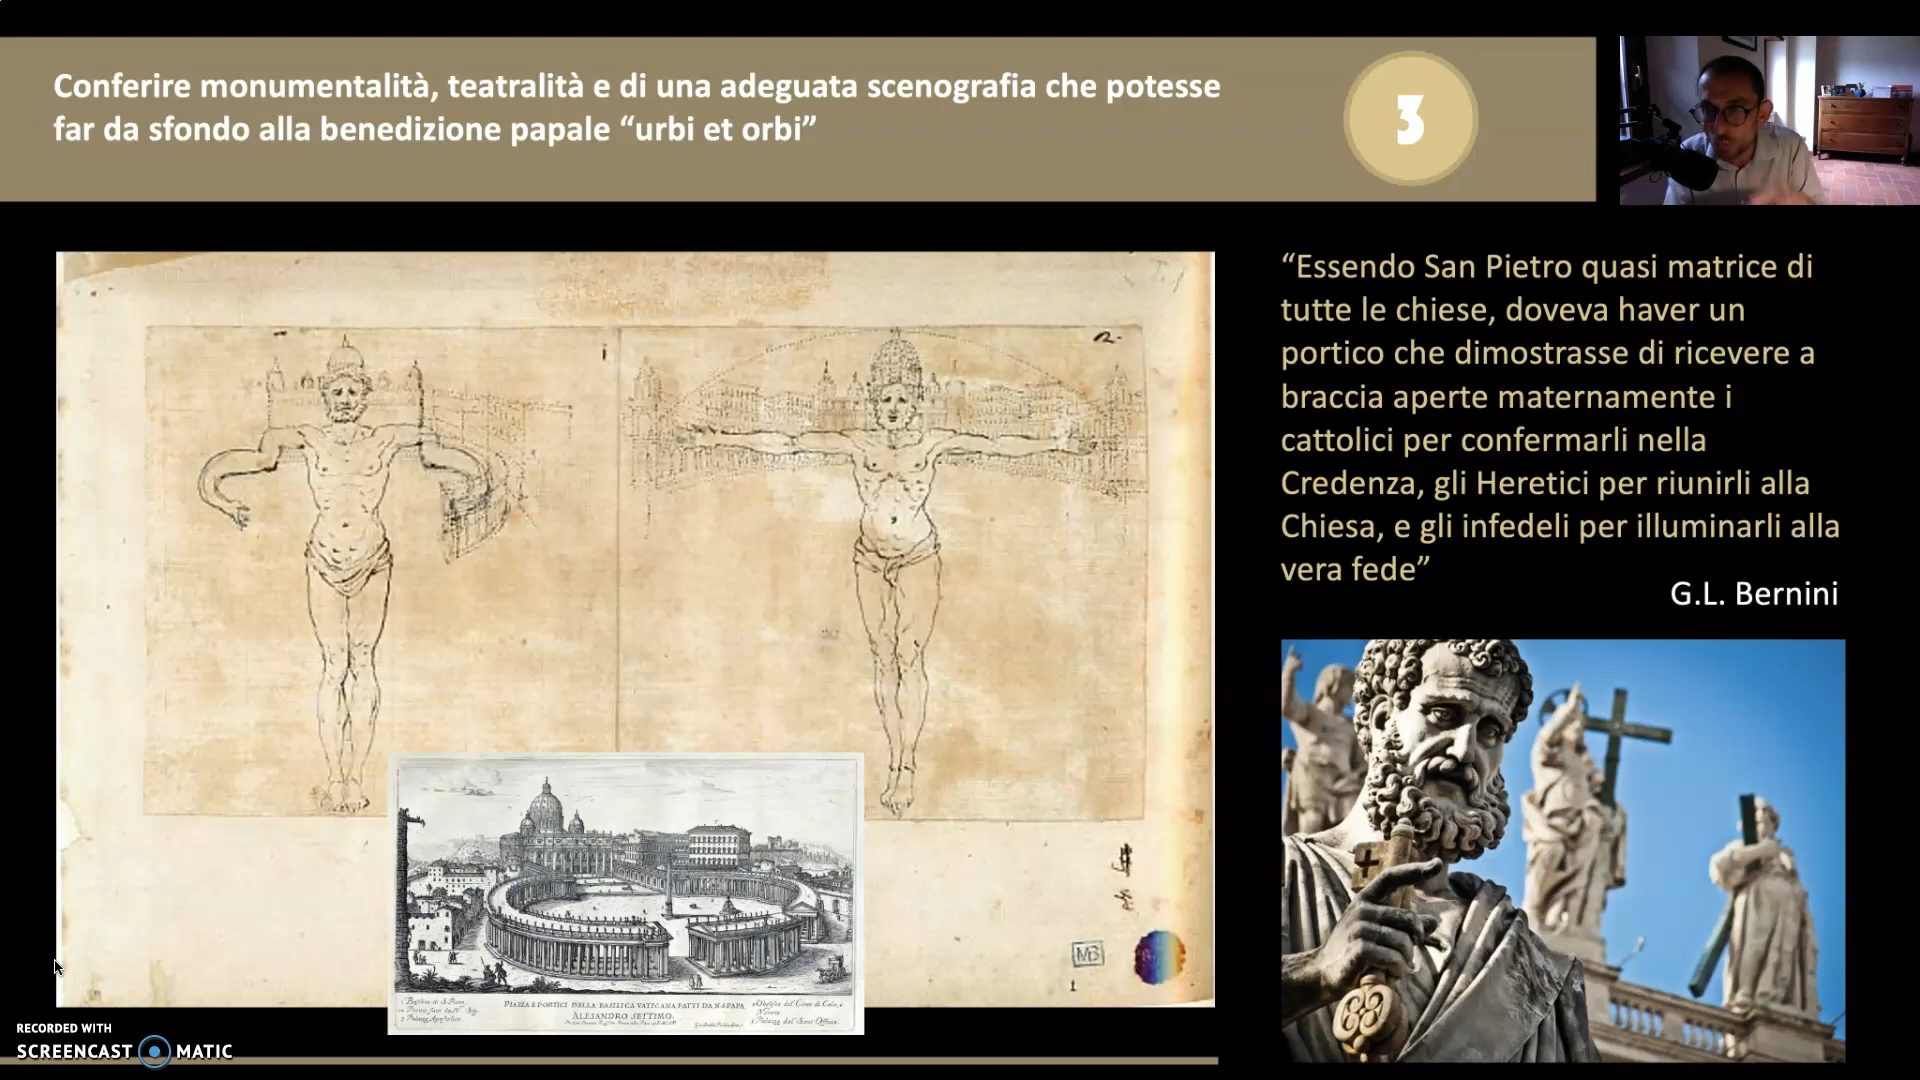 Conferire monumentalità, teatralità e di una adeguata scenografia che potesse
far da sfondo alla benedizione papale “urbi et orbi”
3
“Essendo San Pietro quasi matrice di
tutte le chiese, doveva haver un
portico che dimostrasse di ricevere a
braccia aperte maternamente i
cattolici per confermarli nella
Credenza, gli Heretici per riunirli alla
Chiesa, e gli infedeli per illuminarli alla
vera fede”
G.L. Bernini
MB
PIAZZA E PORTICI DELLA BASILICA VATICANA FATTI DA N.S. PAPA
ALESANDRO SETTIMO.
RECORDED WITH
SCREENCAST MATIC